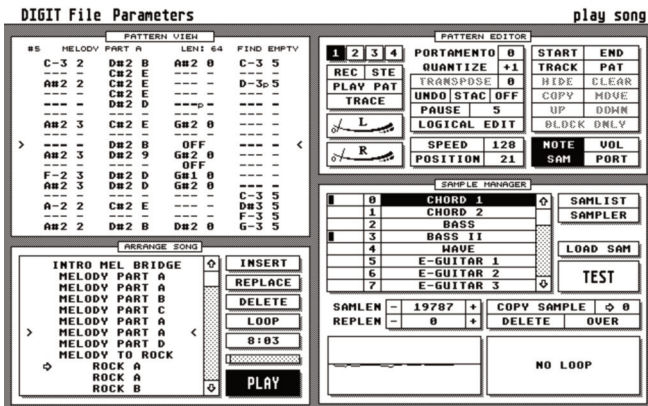 DIGIT File Parameters play song
PATTERN VIEW
#5 MELODY PART A LEN: 64 FIND EMPTY
C-3 2 D#2 B A#2 0 C-3 5
--- - C#2 E --- - --- -
A#2 2 D#2 E --- - D-3p5
--- - C#2 E --- - --- -
--- - D#2 B --- - --- -
--- - D#2 D ---p- --- -
--- - --- - --- - --- -
A#2 3 C#2 E G#2 0 --- -
--- - --- - --- - --- -
> --- - D#2 B OFF --- - <
A#2 3 D#2 9 G#2 0 --- -
--- - --- - OFF --- -
F-2 3 D#2 D G#1 0 --- -
A#2 3 D#2 D G#2 0 --- -
--- - --- - --- - C-3 5
A-2 2 C#2 E --- - D#3 5
--- - --- - --- - F-3 5
A#2 2 D#2 B D#2 0 G-3 5
ARRANGE SONG
INTRO MEL BRIDGE
MELODY PART A
MELODY PART A
MELODY PART B
MELODY PART C
MELODY PART A
> MELODY PART A <
MELODY PART D
MELODY TO ROCK
ROCK A
ROCK A
ROCK B
INSERT
REPLACE
DELETE
LOOP
8:03
PLAY
PATTERN EDITOR
1 2 3 4
REC STE
PLAY PAT
TRACE
L
R
PORTAMENTO 0
QUANTIZE +1
TRANSPOSE 0
UNDO STAC OFF
PAUSE 5
LOGICAL EDIT
SPEED 128
POSITION 21
START END
TRACK PAT
HIDE CLEAR
COPY MOVE
UP DOWN
BLOCK ONLY
NOTE VOL
SAM PORT
SAMPLE MANAGER
0 CHORD 1
1 CHORD 2
2 BASS
3 BASS II
4 WAVE
5 E-GUITAR 1
6 E-GUITAR 2
7 E-GUITAR 3
SAMLIST
SAMPLER
LOAD SAM
TEST
SAMLEN - 19787 +
REPLEN - 0 +
COPY SAMPLE ⇨ 0
DELETE OVER
NO LOOP